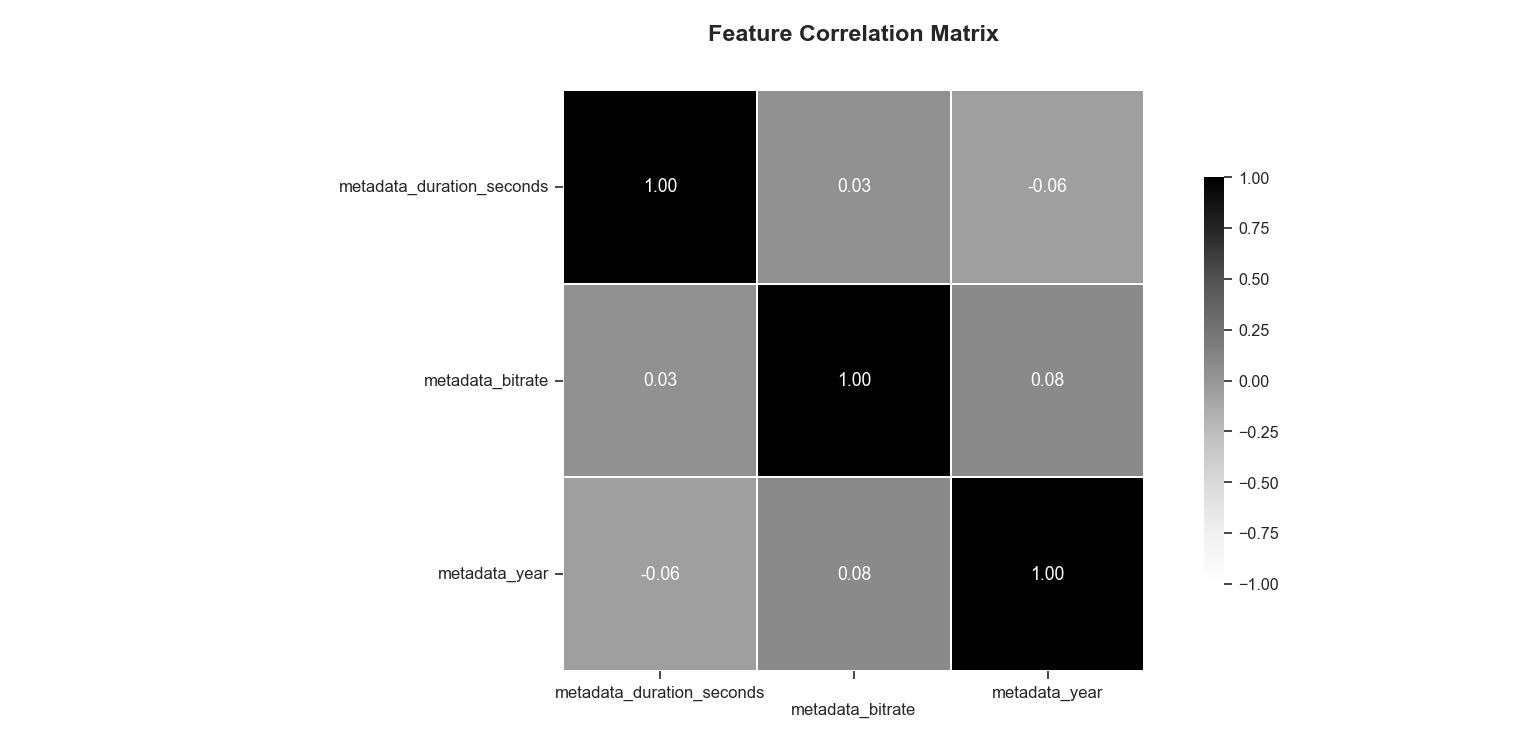 Feature Correlation Matrix
metadata_duration_seconds
1.00
0.03
-0.06
metadata_bitrate
0.03
1.00
0.08
metadata_year
-0.06
0.08
1.00
metadata_duration_seconds
metadata_bitrate
metadata_year
1.00
0.75
0.50
0.25
0.00
−0.25
−0.50
−0.75
−1.00